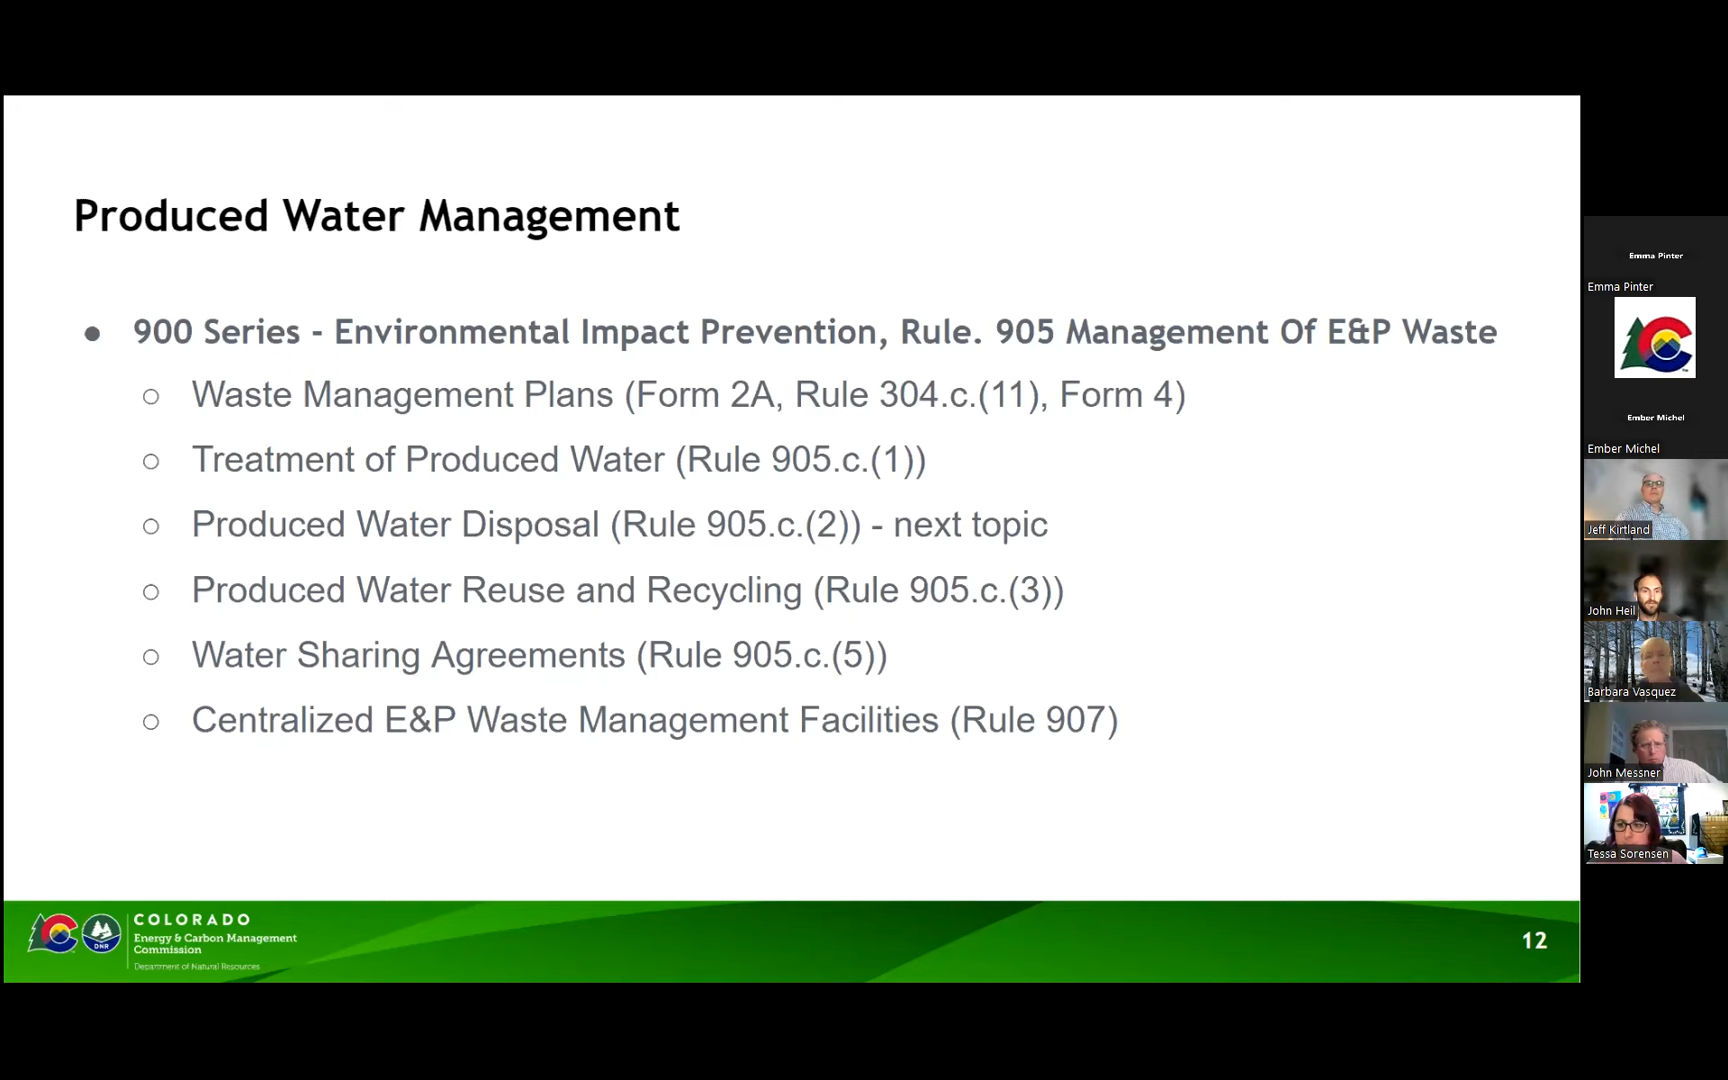 Produced Water Management
● 900 Series - Environmental Impact Prevention, Rule. 905 Management Of E&P Waste
○ Waste Management Plans (Form 2A, Rule 304.c.(11), Form 4)
○ Treatment of Produced Water (Rule 905.c.(1))
○ Produced Water Disposal (Rule 905.c.(2)) - next topic
○ Produced Water Reuse and Recycling (Rule 905.c.(3))
○ Water Sharing Agreements (Rule 905.c.(5))
○ Centralized E&P Waste Management Facilities (Rule 907)
DNR
COLORADO
Energy & Carbon Management
Commission
Department of Natural Resources
12
Emma Pinter
Emma Pinter
Ember Michel
Ember Michel
Jeff Kirtland
John Heil
Barbara Vasquez
John Messner
Tessa Sorensen